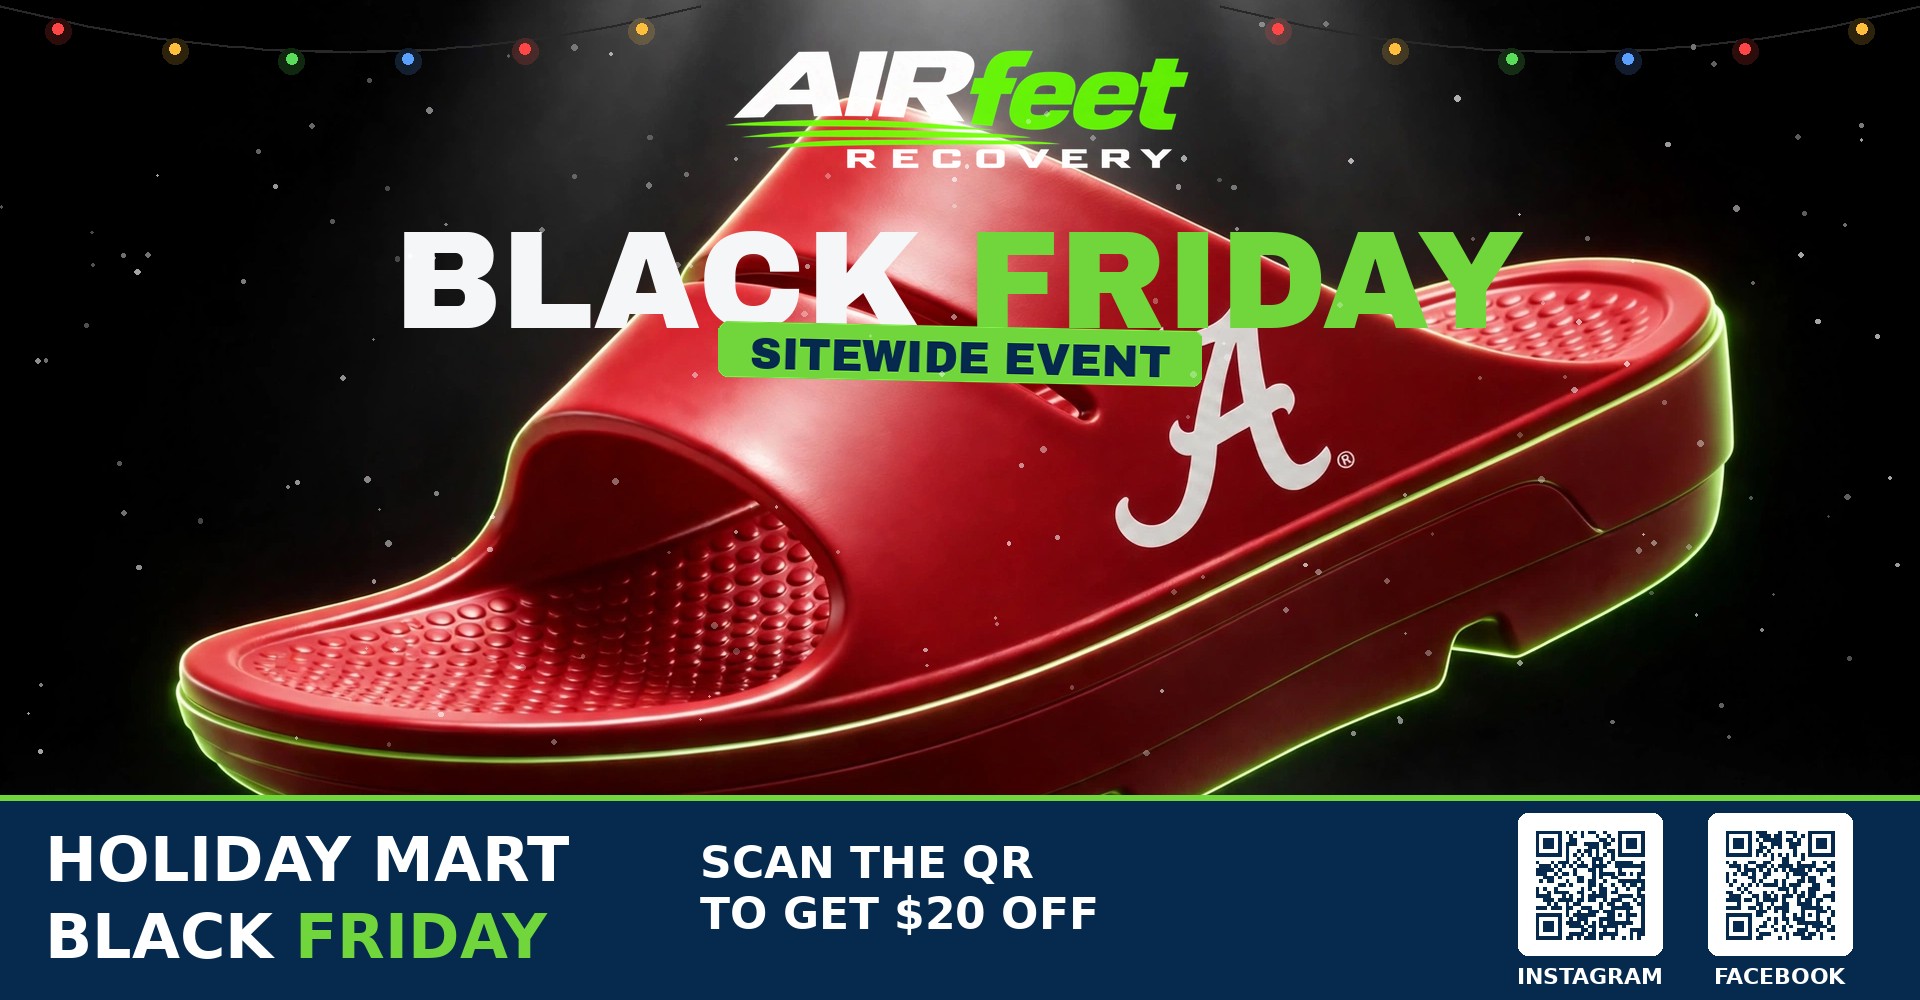 AIRfeet
RECOVERY
BLACK FRIDAY
SITEWIDE EVENT
A®
HOLIDAY MART
BLACK FRIDAY
SCAN THE QR
TO GET $20 OFF
INSTAGRAM
FACEBOOK